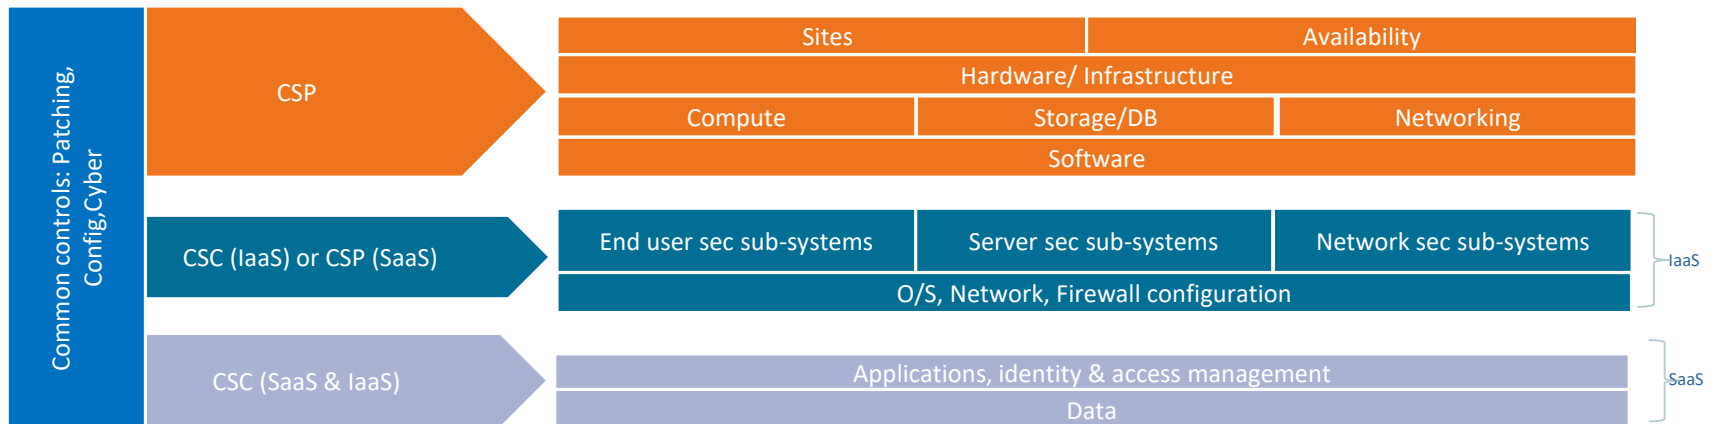 Common controls: Patching,
Config,Cyber
CSP
Sites
Availability
Hardware/ Infrastructure
Compute
Storage/DB
Networking
Software
CSC (IaaS) or CSP (SaaS)
End user sec sub-systems
Server sec sub-systems
Network sec sub-systems
O/S, Network, Firewall configuration
IaaS
CSC (SaaS & IaaS)
Applications, identity & access management
Data
SaaS